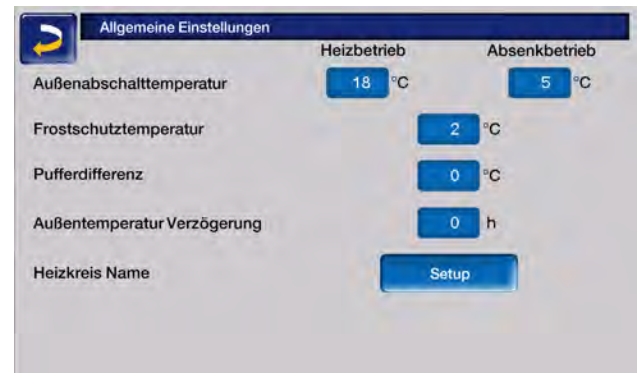 Allgemeine Einstellungen
Heizbetrieb Absenkbetrieb
Außenabschalttemperatur 18 °C 5 °C
Frostschutztemperatur 2 °C
Pufferdifferenz 0 °C
Außentemperatur Verzögerung 0 h
Heizkreis Name Setup